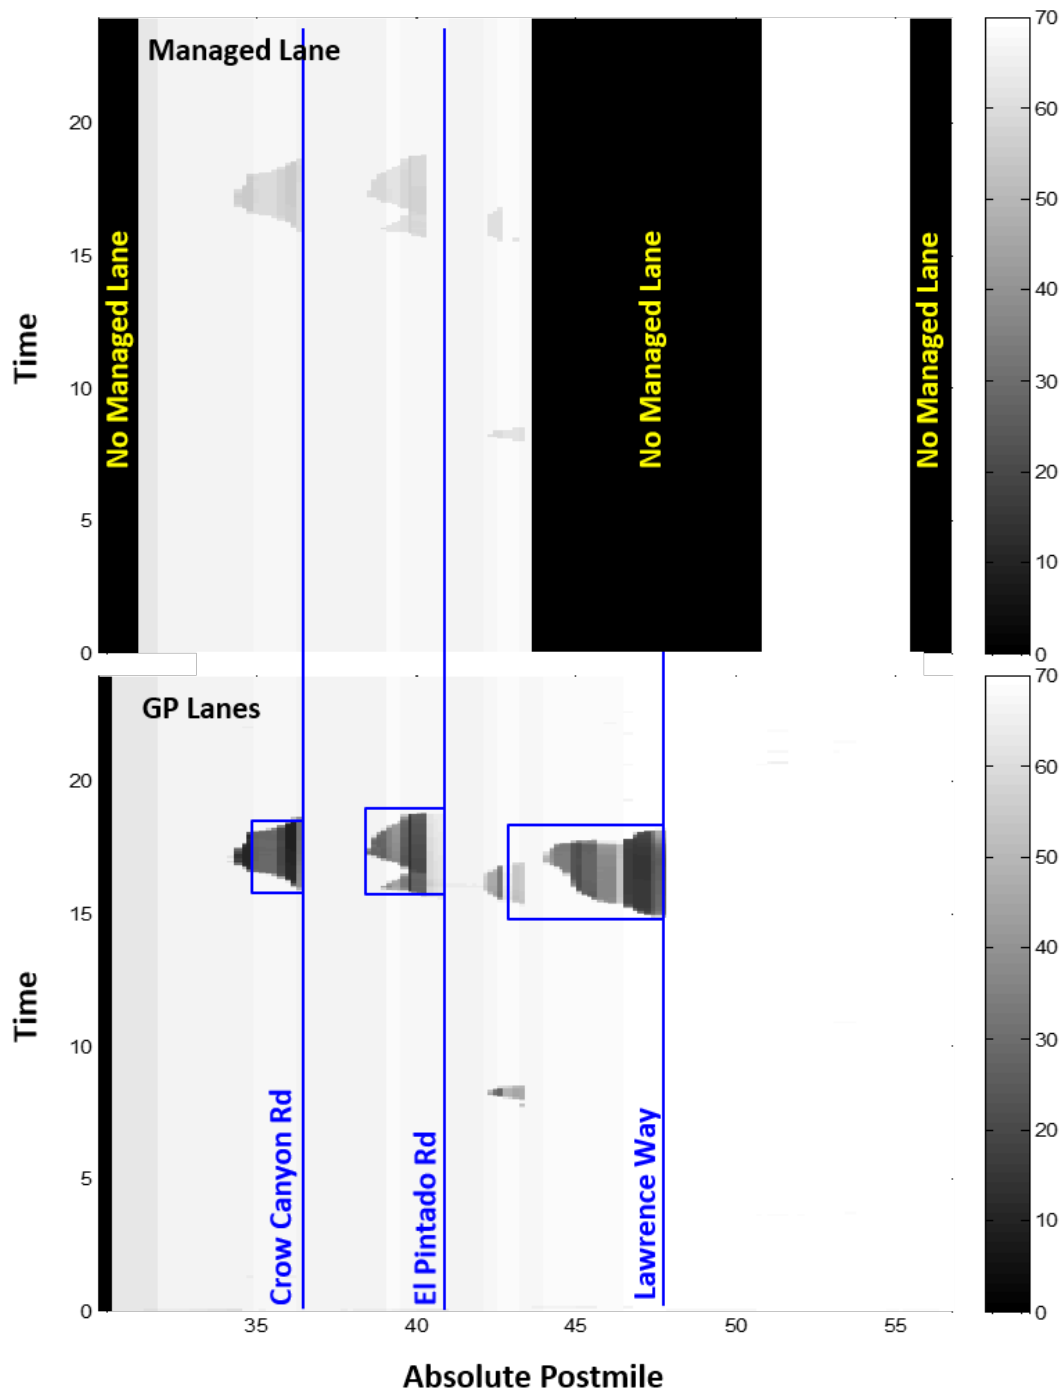 Managed Lane
No Managed Lane
No Managed Lane
No Managed Lane
Time
20
15
10
5
0
70
60
50
40
30
20
10
0
GP Lanes
Crow Canyon Rd
El Pintado Rd
Lawrence Way
Time
20
15
10
5
0
35
40
45
50
55
Absolute Postmile
70
60
50
40
30
20
10
0